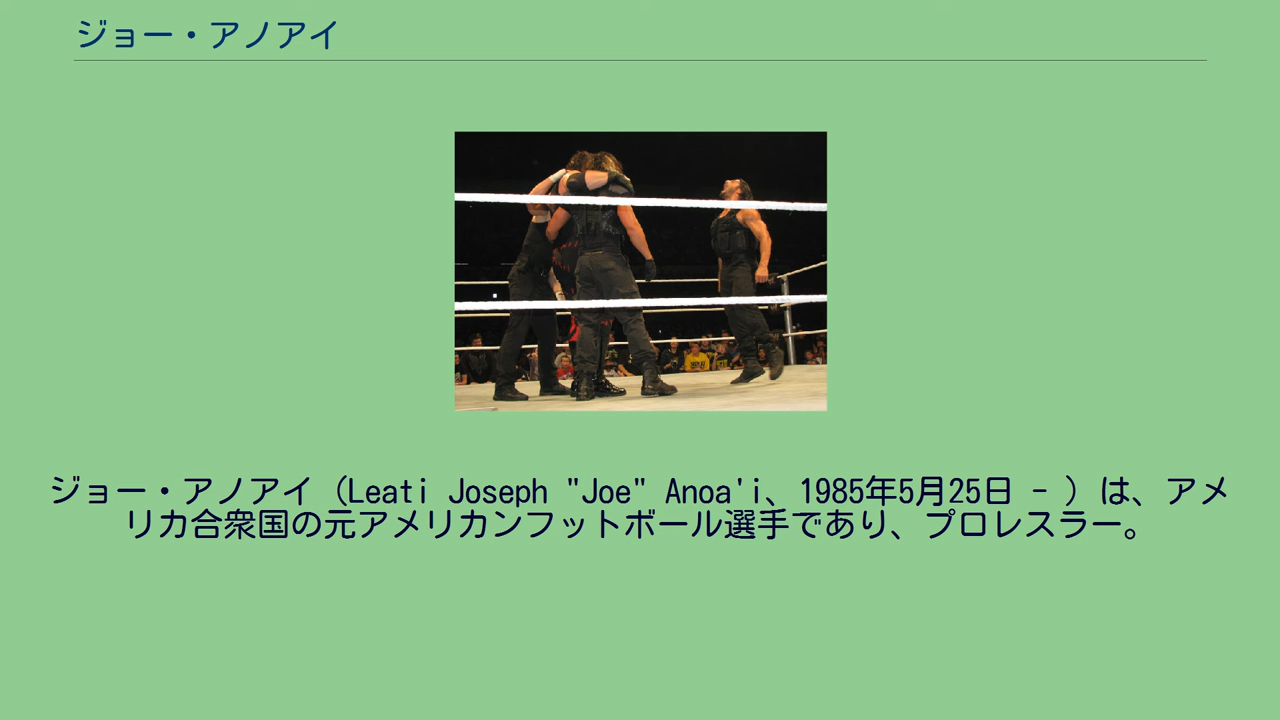 ジョー・アノアイ
ジョー・アノアイ（Leati Joseph "Joe" Anoa'i、1985年5月25日 - ）は、アメ
リカ合衆国の元アメリカンフットボール選手であり、プロレスラー。